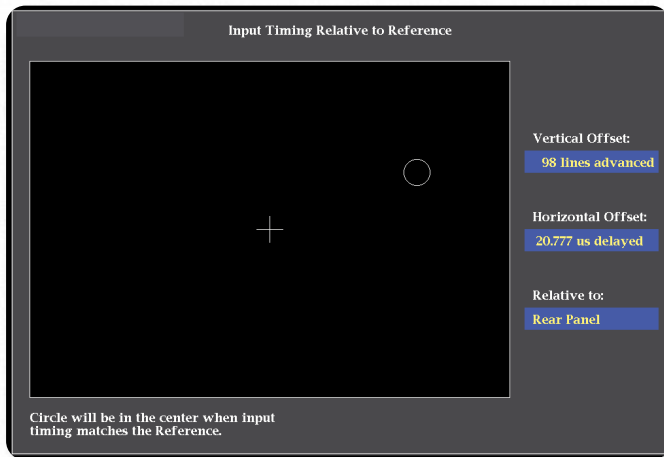 Input Timing Relative to Reference
Vertical Offset:
98 lines advanced
Horizontal Offset:
20.777 us delayed
Relative to:
Rear Panel
Circle will be in the center when input
timing matches the Reference.